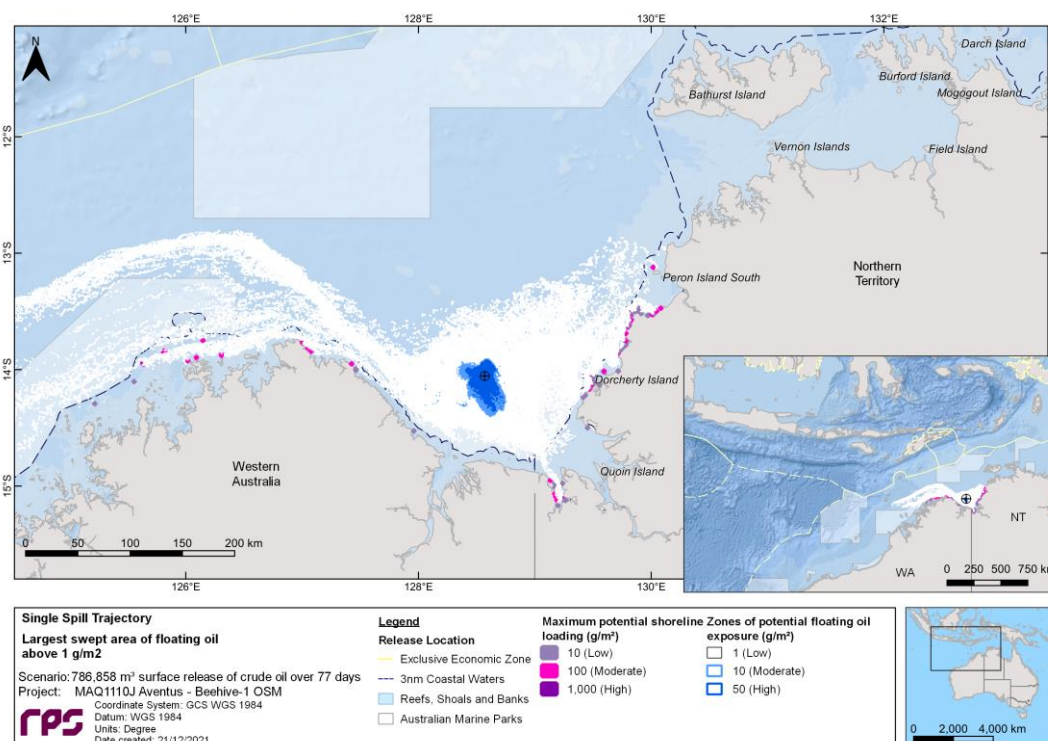 126°E
128°E
130°E
132°E
N
12°S
13°S
14°S
15°S
Darch Island
Burford Island
Mogogout Island
Bathurst Island
Vernon Islands
Field Island
Peron Island South
Northern
Territory
Dorcherty Island
Quoin Island
Western
Australia
0 50 100 200 km
NT
WA
0 250 500 750 km
126°E
128°E
130°E
Single Spill Trajectory
Largest swept area of floating oil
above 1 g/m2
Scenario: 786,858 m³ surface release of crude oil over 77 days
Project: MAQ1110J Aventus - Beehive-1 OSM
rps
Coordinate System: GCS WGS 1984
Datum: WGS 1984
Units: Degree
Date created: 21/12/2021
Legend
Release Location
Exclusive Economic Zone
3nm Coastal Waters
Reefs, Shoals and Banks
Australian Marine Parks
Maximum potential shoreline
loading (g/m²)
10 (Low)
100 (Moderate)
1,000 (High)
Zones of potential floating oil
exposure (g/m²)
1 (Low)
10 (Moderate)
50 (High)
0 2,000 4,000 km